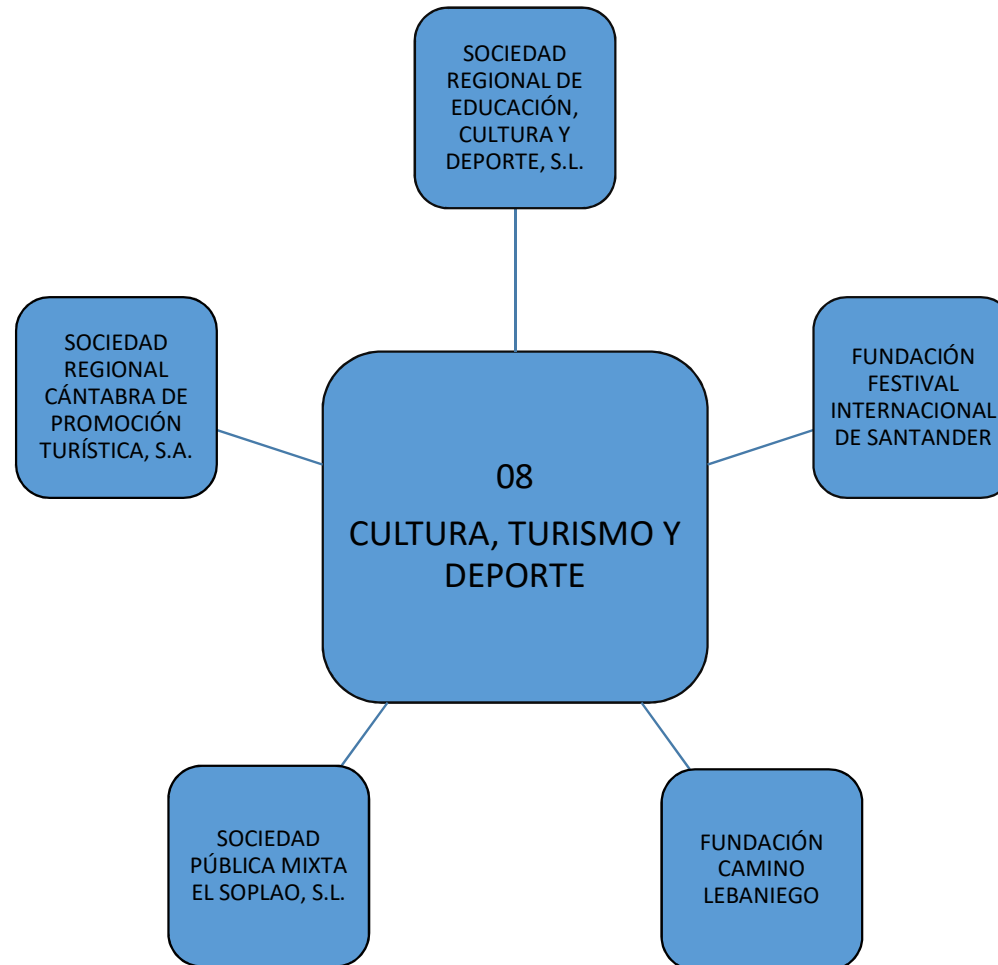 SOCIEDAD
REGIONAL DE
EDUCACIÓN,
CULTURA Y
DEPORTE, S.L.
SOCIEDAD
REGIONAL
CÁNTABRA DE
PROMOCIÓN
TURÍSTICA, S.A.
FUNDACIÓN
FESTIVAL
INTERNACIONAL
DE SANTANDER
08
CULTURA, TURISMO Y
DEPORTE
SOCIEDAD
PÚBLICA MIXTA
EL SOPLAO, S.L.
FUNDACIÓN
CAMINO
LEBANIEGO